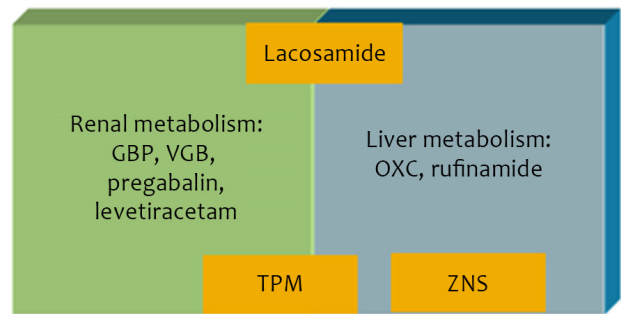 Lacosamide
Renal metabolism:
GBP, VGB,
pregabalin,
levetiracetam
Liver metabolism:
OXC, rufinamide
TPM
ZNS